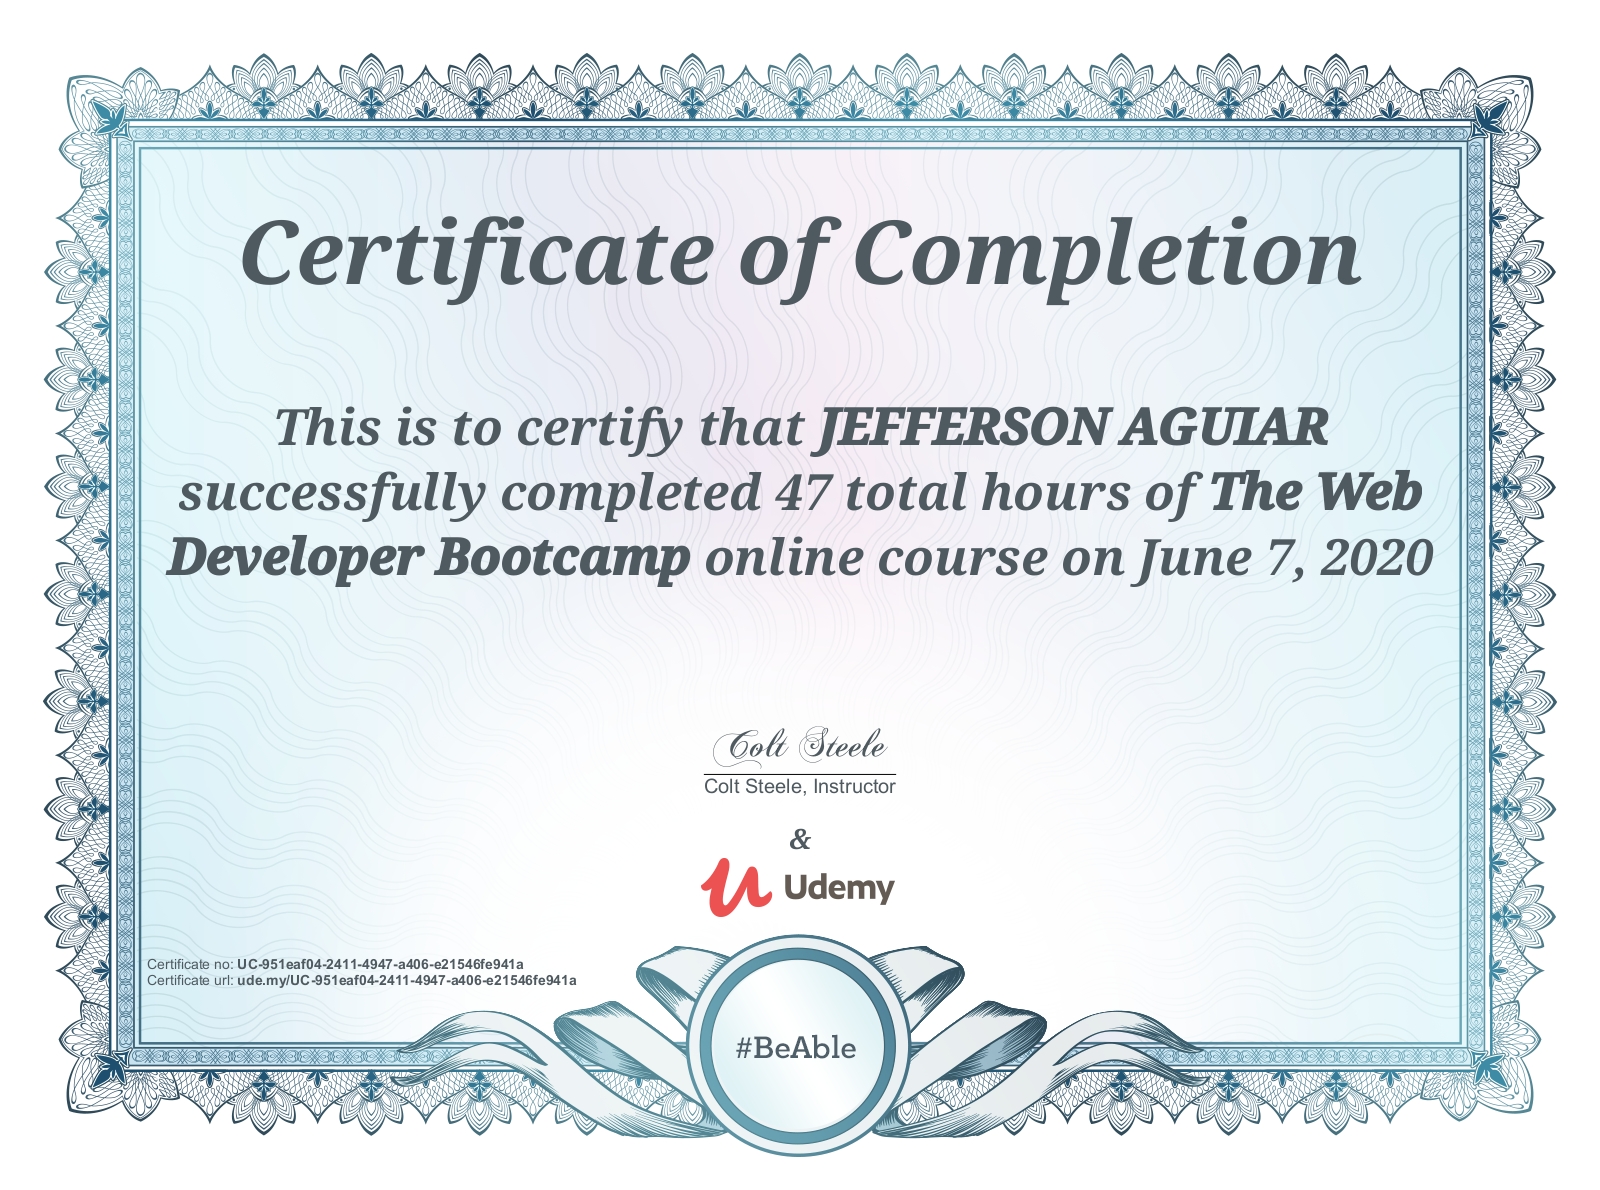 Certificate of Completion
This is to certify that JEFFERSON AGUIAR
successfully completed 47 total hours of The Web
Developer Bootcamp online course on June 7, 2020
Colt Steele
Colt Steele, Instructor
&
Udemy
Certificate no: UC-951eaf04-2411-4947-a406-e21546fe941a
Certificate url: ude.my/UC-951eaf04-2411-4947-a406-e21546fe941a
#BeAble